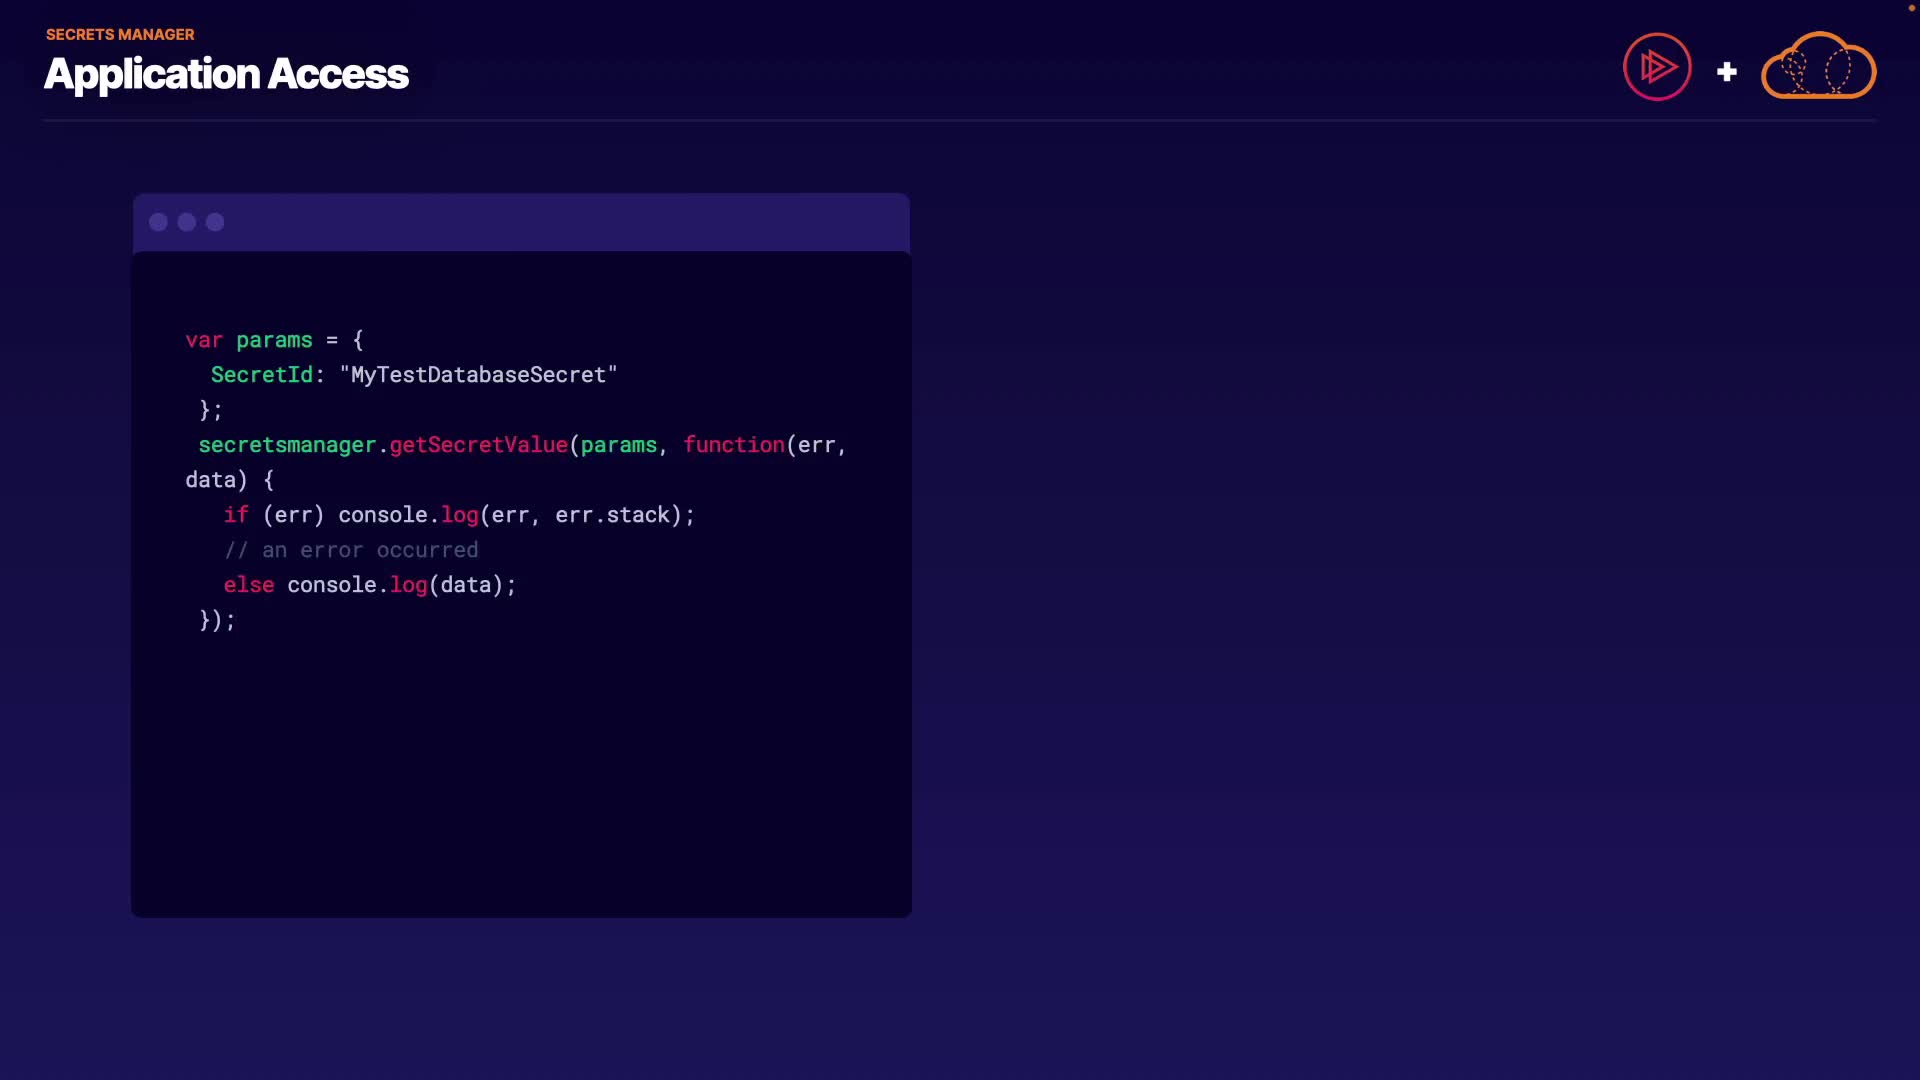 SECRETS MANAGER
Application Access
var params = {
  SecretId: "MyTestDatabaseSecret"
 };
 secretsmanager.getSecretValue(params, function(err,
data) {
   if (err) console.log(err, err.stack);
   // an error occurred
   else console.log(data);
 });